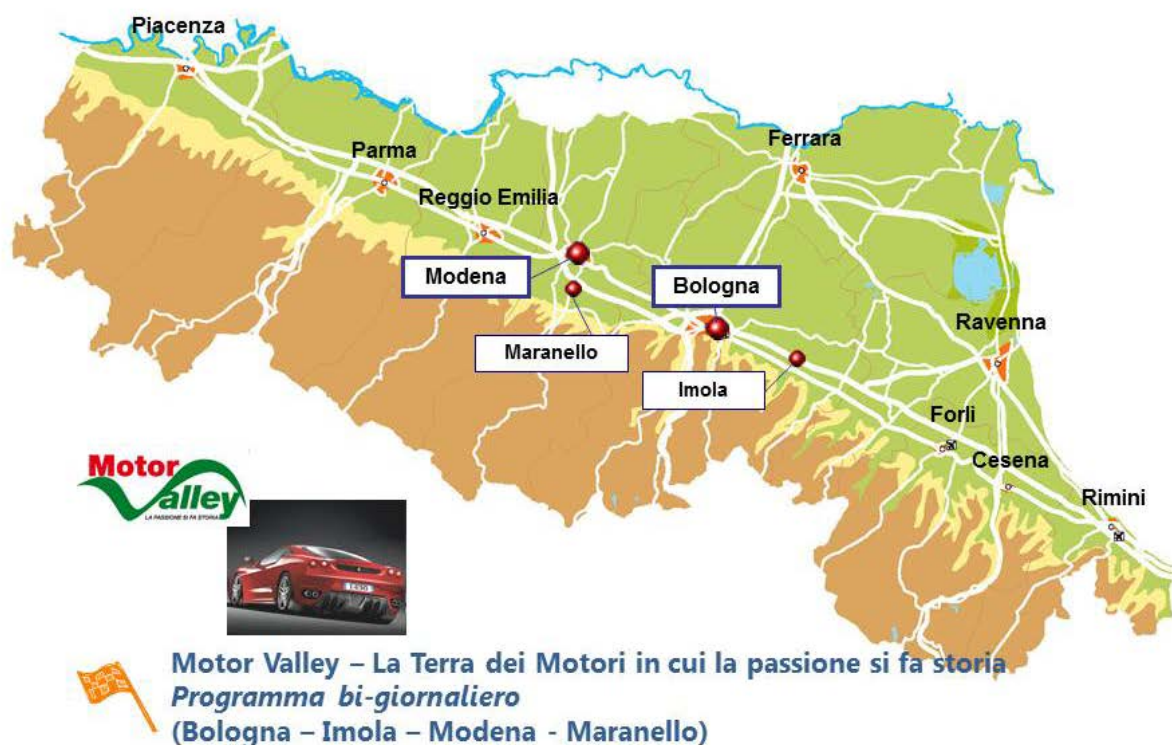 Piacenza
Ferrara
Parma
Reggio Emilia
Modena
Bologna
Maranello
Imola
Ravenna
Forlì
Cesena
Rimini
Motor
Valley
LA PASSIONE SI FA STORIA
Motor Valley – La Terra dei Motori in cui la passione si fa storia
Programma bi-giornaliero
(Bologna – Imola – Modena - Maranello)